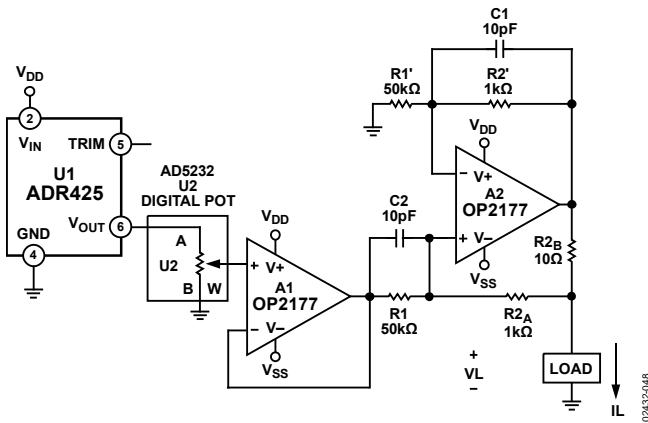 C1
10pF
R1'
50kΩ
R2'
1kΩ
VDD
2
VIN
TRIM
5
U1
ADR425
VOUT
6
GND
4
AD5232
U2
DIGITAL POT
A
U2
B
W
VDD
+
V+
A1
OP2177
−
V−
VSS
C2
10pF
R1
50kΩ
VDD
−
V+
A2
OP2177
+
V−
VSS
R2B
10Ω
R2A
1kΩ
+
VL
−
LOAD
IL
02432-048